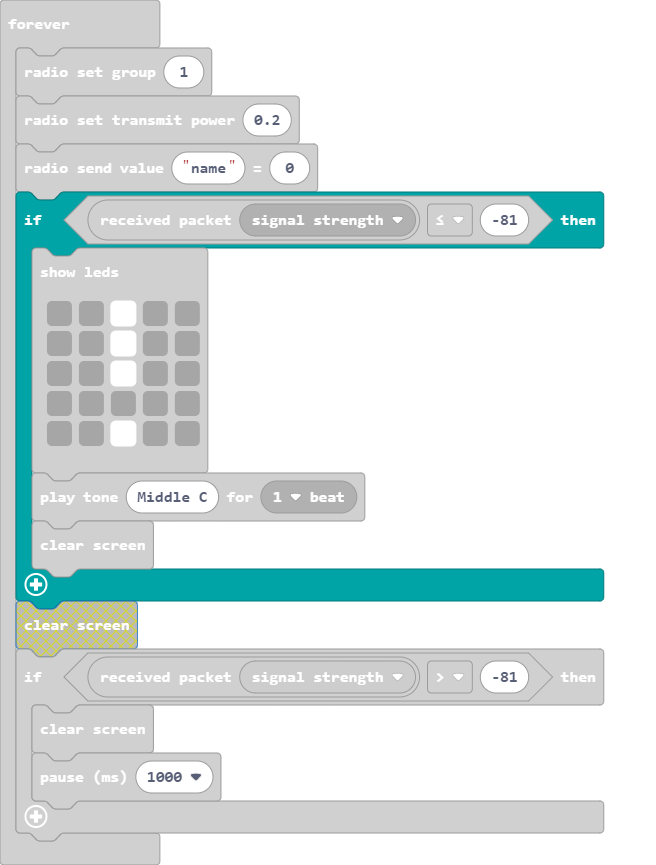 forever
radio set group 1
radio set transmit power 0.2
radio send value "name" = 0
if received packet signal strength ≤ -81 then
show leds
play tone Middle C for 1 beat
clear screen
clear screen
if received packet signal strength > -81 then
clear screen
pause (ms) 1000